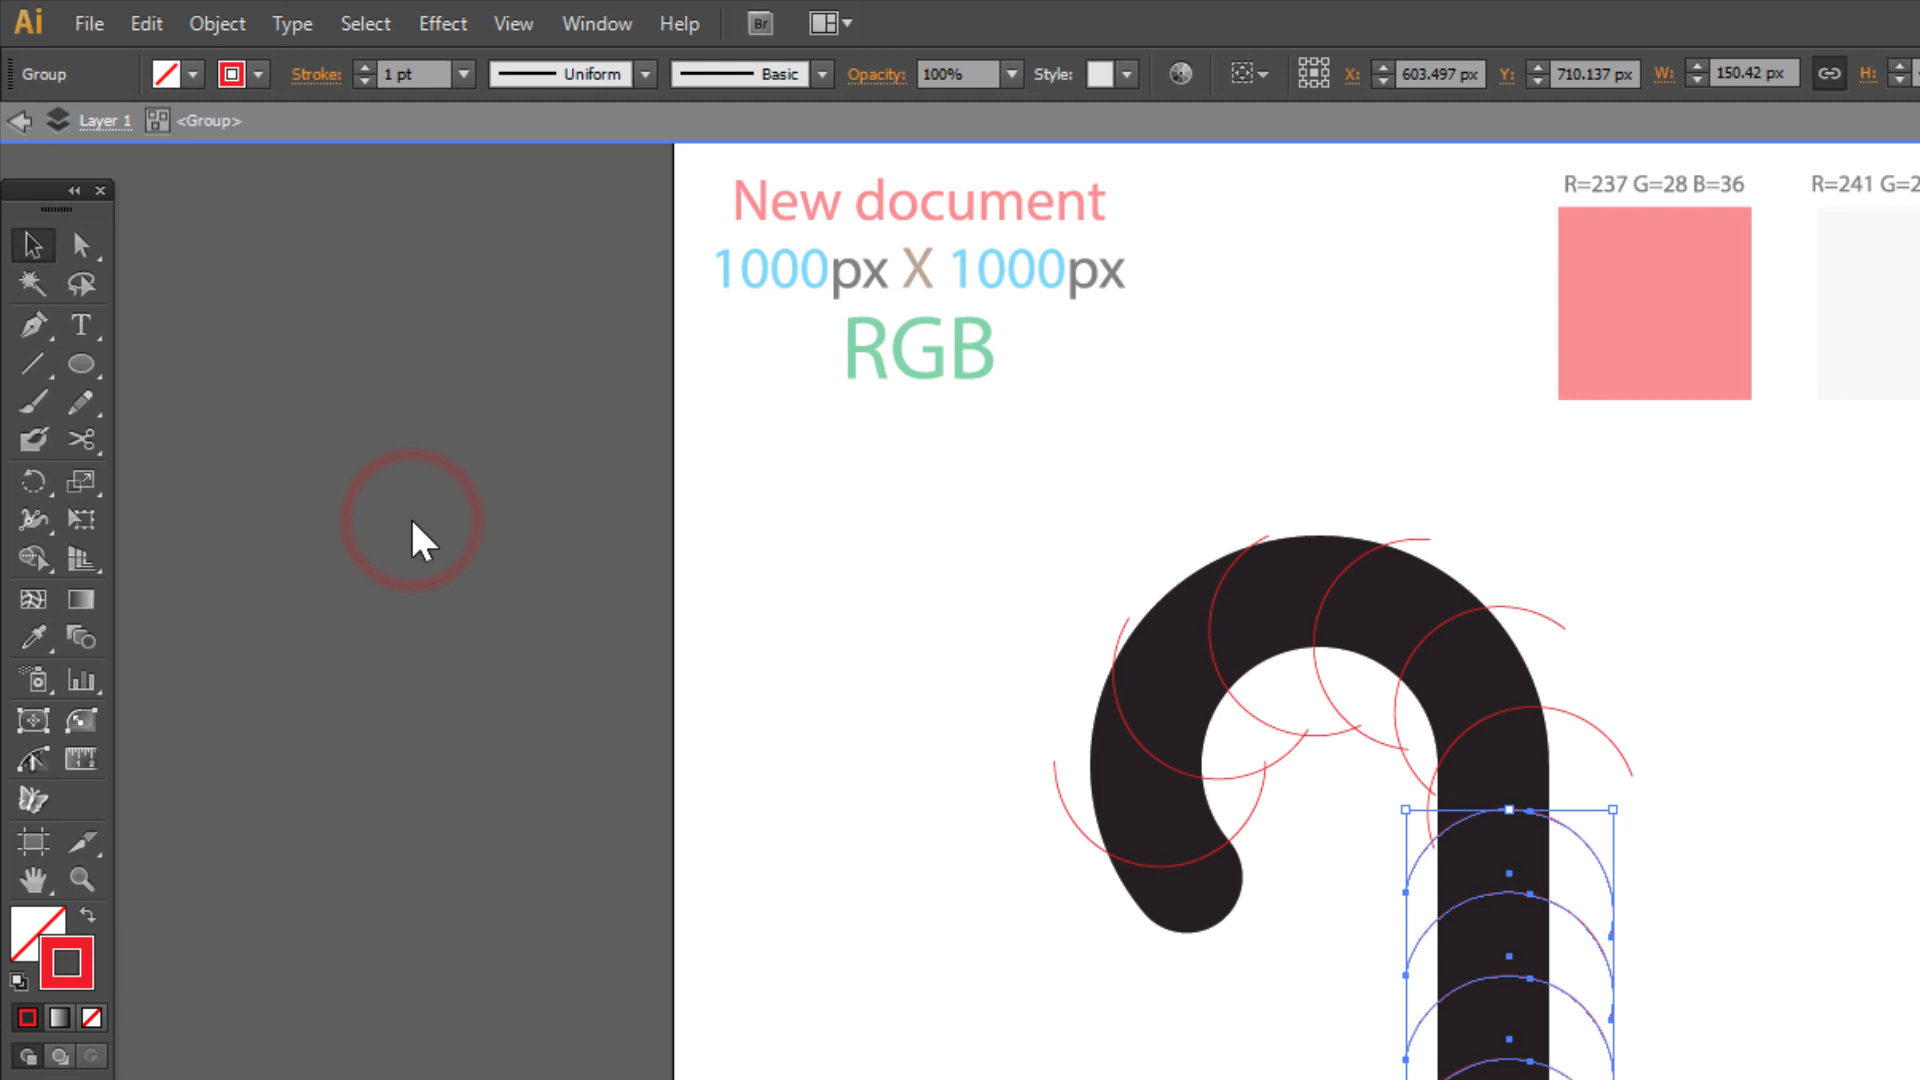 Ai File Edit Object Type Select Effect View Window Help Br
Group Stroke: 1 pt Uniform Basic Opacity: 100% Style: X: 603.497 px Y: 710.137 px W: 150.42 px H:
Layer 1 <Group>
R=237 G=28 B=36 R=241 G=2
New document
1000px X 1000px
RGB